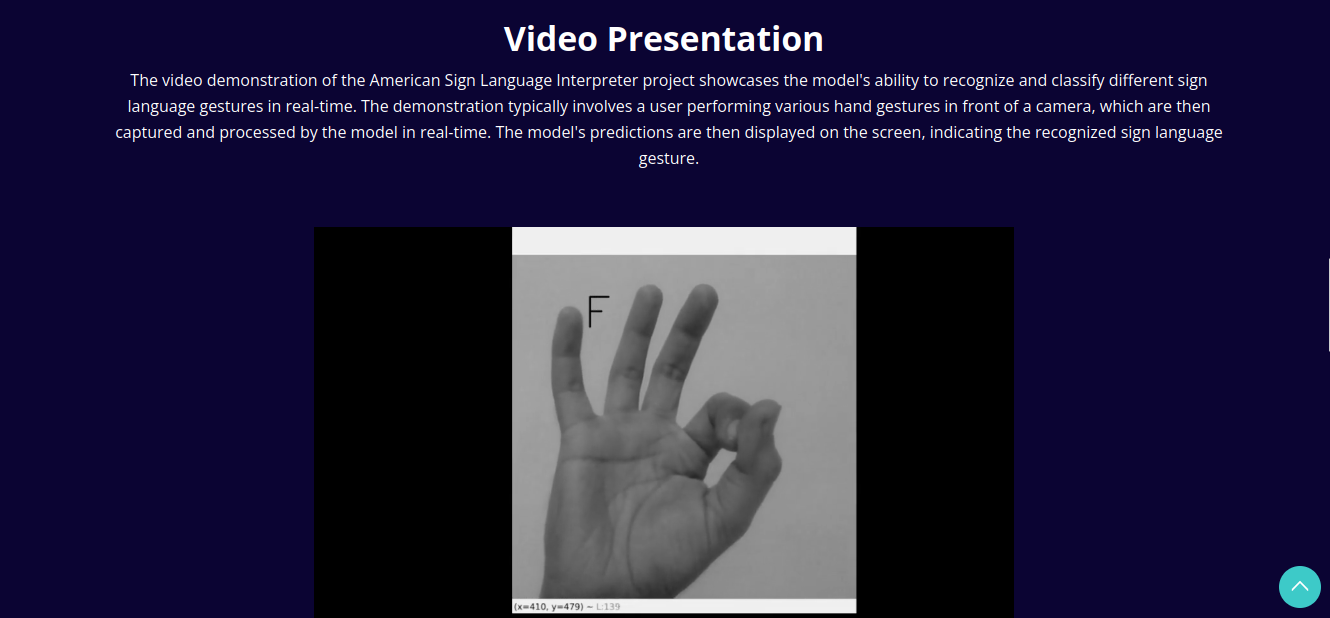 Video Presentation
The video demonstration of the American Sign Language Interpreter project showcases the model's ability to recognize and classify different sign
language gestures in real-time. The demonstration typically involves a user performing various hand gestures in front of a camera, which are then
captured and processed by the model in real-time. The model's predictions are then displayed on the screen, indicating the recognized sign language
gesture.
F
(x=410, y=479) ~ L:139